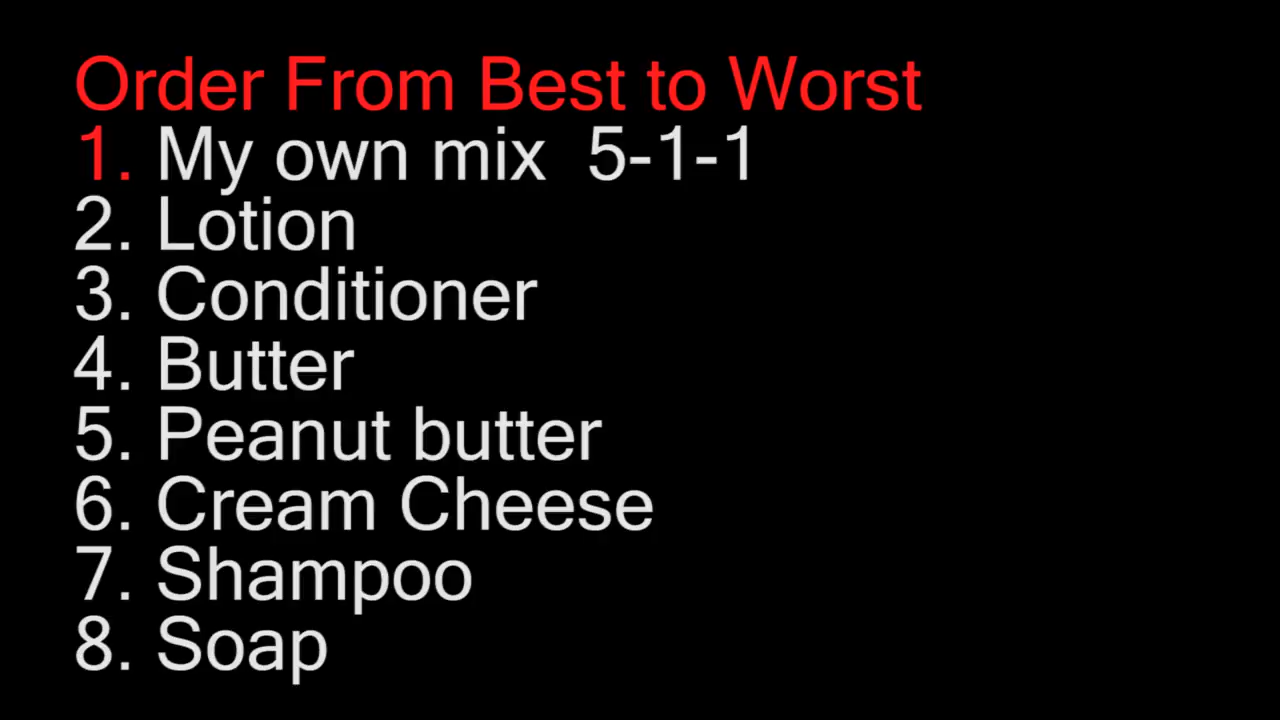 Order From Best to Worst
1. My own mix  5-1-1
2. Lotion
3. Conditioner
4. Butter
5. Peanut butter
6. Cream Cheese
7. Shampoo
8. Soap